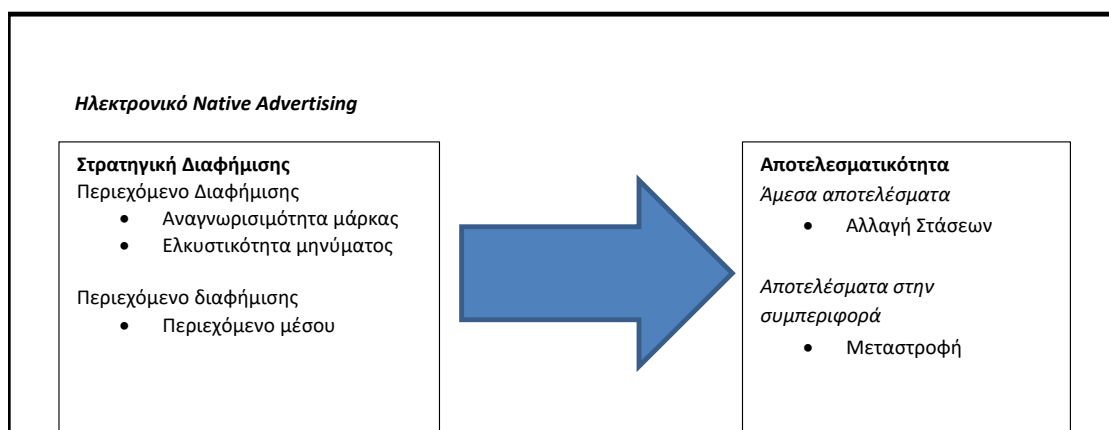 Ηλεκτρονικό Native Advertising
Στρατηγική Διαφήμισης
Περιεχόμενο Διαφήμισης
• Αναγνωρισιμότητα μάρκας
• Ελκυστικότητα μηνύματος
Περιεχόμενο διαφήμισης
• Περιεχόμενο μέσου
Αποτελεσματικότητα
Άμεσα αποτελέσματα
• Αλλαγή Στάσεων
Αποτελέσματα στην
συμπεριφορά
• Μεταστροφή